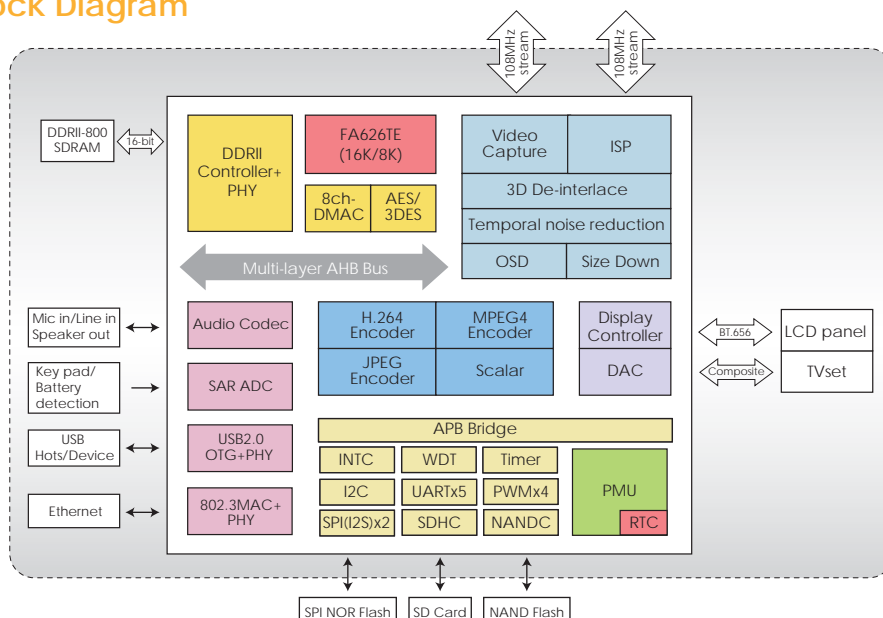 ock Diagram
108MHz
stream
108MHz
stream
DDRII-800
SDRAM
16-bit
DDRII
Controller+
PHY
FA626TE
(16K/8K)
8ch-
DMAC
AES/
3DES
Video
Capture
ISP
3D De-interlace
Temporal noise reduction
OSD
Size Down
Multi-layer AHB Bus
Mic in/Line in
Speaker out
Audio Codec
H.264
Encoder
MPEG4
Encoder
JPEG
Encoder
Scalar
Display
Controller
DAC
BT.656
LCD panel
Composite
TVset
Key pad/
Battery
detection
SAR ADC
USB
Hots/Device
USB2.0
OTG+PHY
Ethernet
802.3MAC+
PHY
APB Bridge
INTC
WDT
Timer
I2C
UARTx5
PWMx4
SPI(I2S)x2
SDHC
NANDC
PMU
RTC
SPI NOR Flash
SD Card
NAND Flash